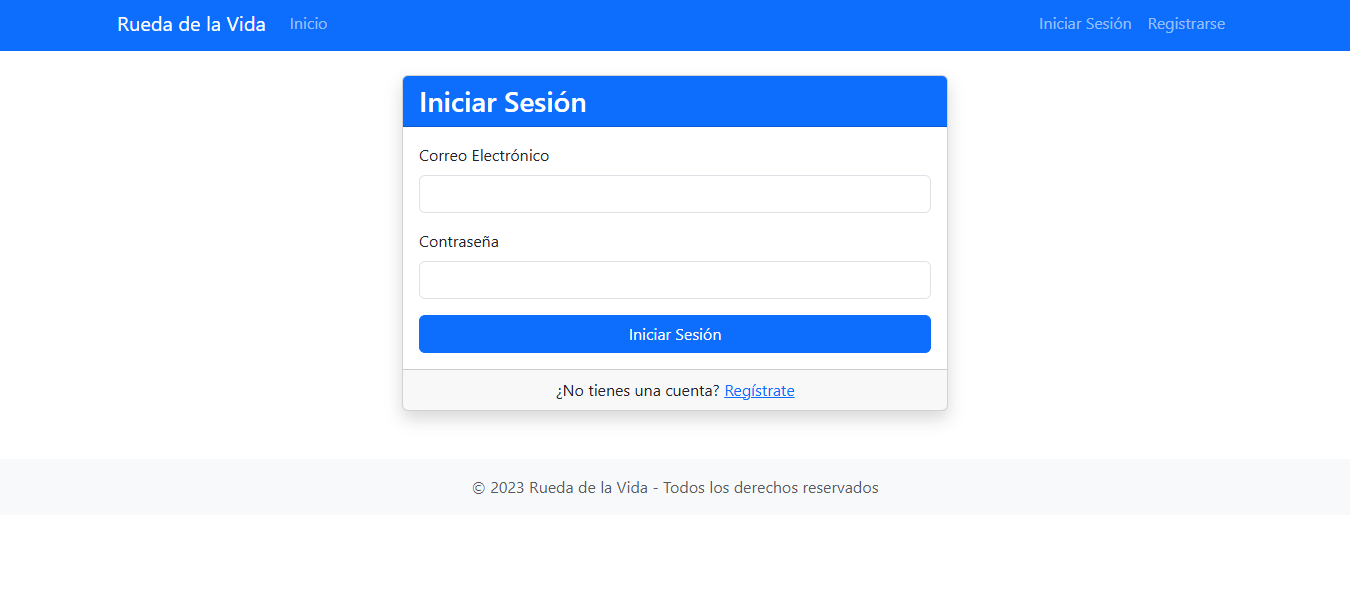 Rueda de la Vida Inicio Iniciar Sesión Registrarse
Iniciar Sesión
Correo Electrónico
Contraseña
Iniciar Sesión
¿No tienes una cuenta? Regístrate
© 2023 Rueda de la Vida - Todos los derechos reservados